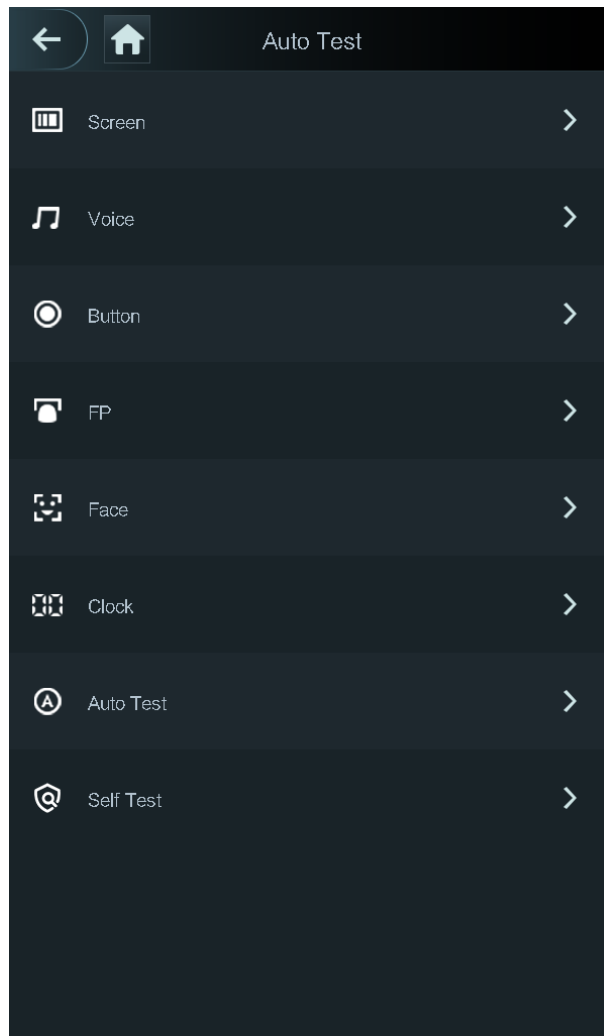 Auto Test
Screen
Voice
Button
FP
Face
Clock
Auto Test
Self Test